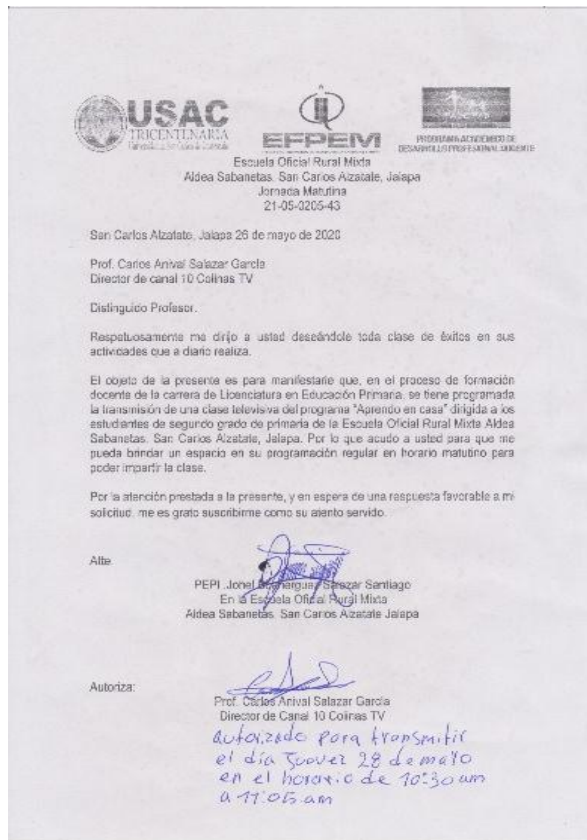 USAC
TRICENTENARIA
Universidad de San Carlos de Guatemala
EFPEM
PROGRAMA ACADÉMICO DE
DESARROLLO PROFESIONAL DOCENTE
Escuela Oficial Rural Mixta
Aldea Sabanetas, San Carlos Alzatate, Jalapa
Jornada Matutina
21-05-0205-43
San Carlos Alzatate, Jalapa 26 de mayo de 2020
Prof. Carlos Anival Salazar García
Director de canal 10 Colinas TV
Distinguido Profesor.
Respetuosamente me dirijo a usted deseándole toda clase de éxitos en sus
actividades que a diario realiza.
El objeto de la presente es para manifestarle que, en el proceso de formación
docente de la carrera de Licenciatura en Educación Primaria, se tiene programada
la transmisión de una clase televisiva del programa "Aprendo en casa" dirigida a los
estudiantes de segundo grado de primaria de la Escuela Oficial Rural Mixta Aldea
Sabanetas, San Carlos Alzatate, Jalapa. Por lo que acudo a usted para que me
pueda brindar un espacio en su programación regular en horario matutino para
poder impartir la clase.
Por la atención prestada a la presente, y en espera de una respuesta favorable a mi
solicitud, me es grato suscribirme como su atento servido.
Atte.
PEPI. Jonel Salazar Santiago
En la Escuela Oficial Rural Mixta
Aldea Sabanetas, San Carlos Alzatate Jalapa
Autoriza:
Prof. Carlos Anival Salazar García
Director de Canal 10 Colinas TV
autorizado para transmitir
el día Juevez 28 de mayo
en el horario de 10:30 am
a 11:05 am